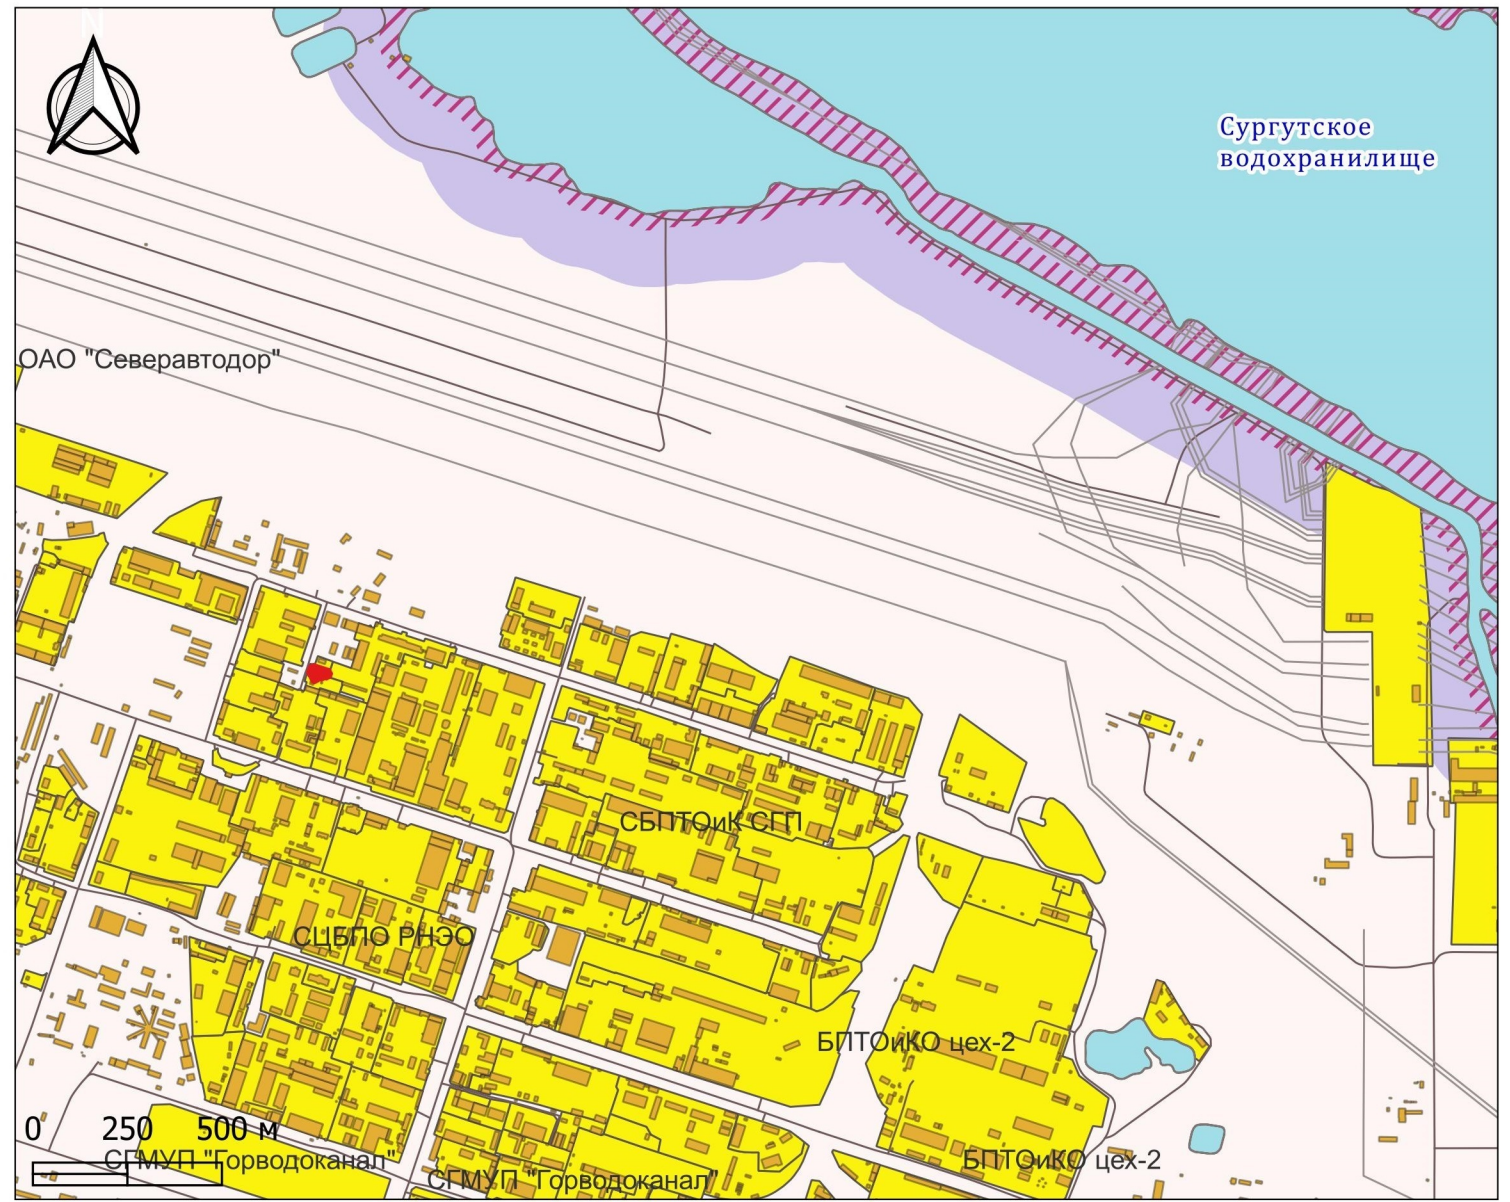 N
Сургутское
водохранилище
ОАО "Северавтодор"
СБПТОиК СГП
СЦБПО РНЭО
БПТОиКО цех-2
0 250 500 м
СГМУП "Горводоканал"
БПТОиКО цех-2
СГМУП "Горводоканал"